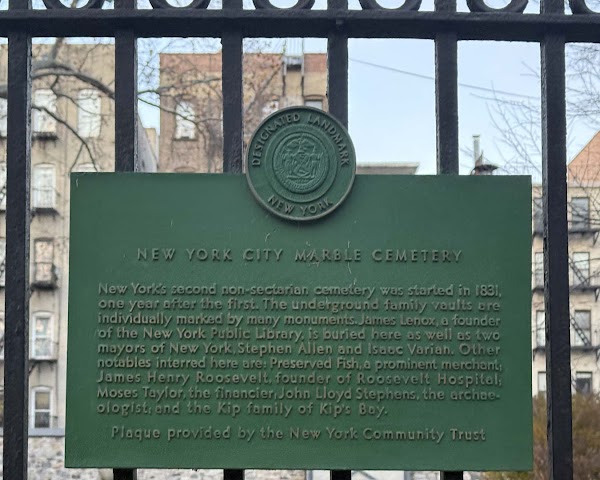 DESIGNATED LANDMARK
NEW YORK
NEW YORK CITY MARBLE CEMETERY
New York's second non-sectarian cemetery was started in 1831,
one year after the first. The underground family vaults are
individually marked by many monuments. James Lenox, a founder
of the New York Public Library, is buried here as well as two
mayors of New York, Stephen Allen and Isaac Varian. Other
notables interred here are: Preserved Fish, a prominent merchant;
James Henry Roosevelt, founder of Roosevelt Hospital;
Moses Taylor, the financier; John Lloyd Stephens, the archae-
ologist; and the Kip family of Kip's Bay.
Plaque provided by the New York Community Trust